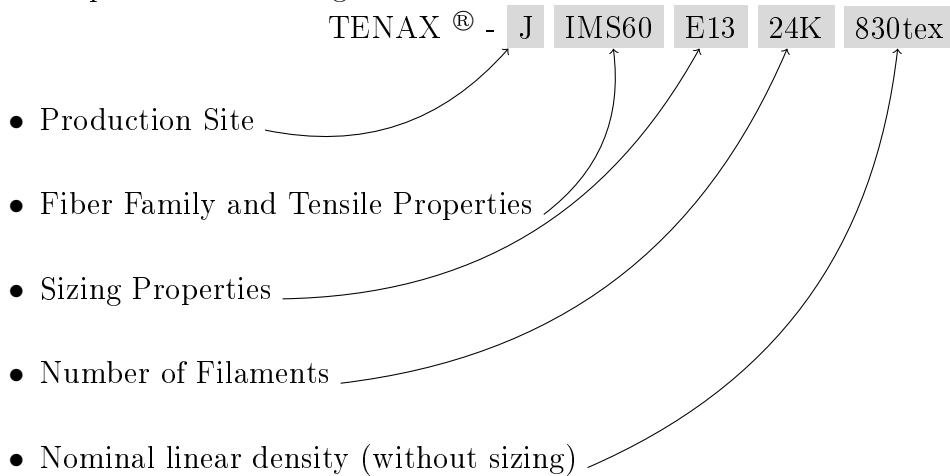 TENAX ® - J IMS60 E13 24K 830tex
• Production Site
• Fiber Family and Tensile Properties
• Sizing Properties
• Number of Filaments
• Nominal linear density (without sizing)